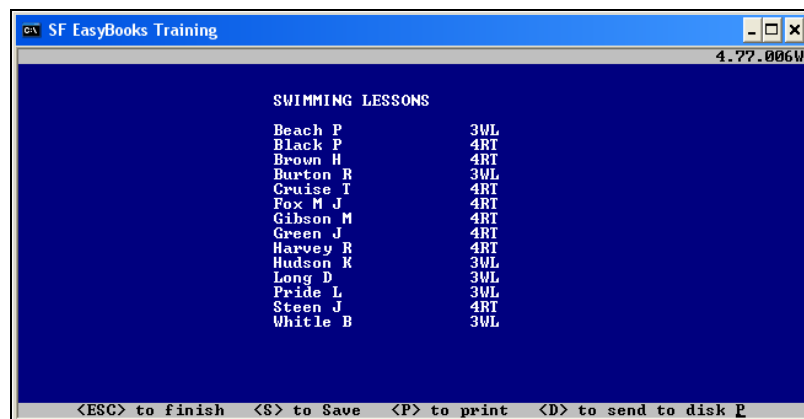 C:\ SF EasyBooks Training
4.77.006W
SWIMMING LESSONS
Beach P 3WL
Black P 4RT
Brown H 4RT
Burton R 3WL
Cruise T 4RT
Fox M J 4RT
Gibson M 4RT
Green J 4RT
Harvey R 4RT
Hudson K 3WL
Long D 3WL
Pride L 3WL
Steen J 4RT
Whitle B 3WL
<ESC> to finish <S> to Save <P> to print <D> to send to disk P